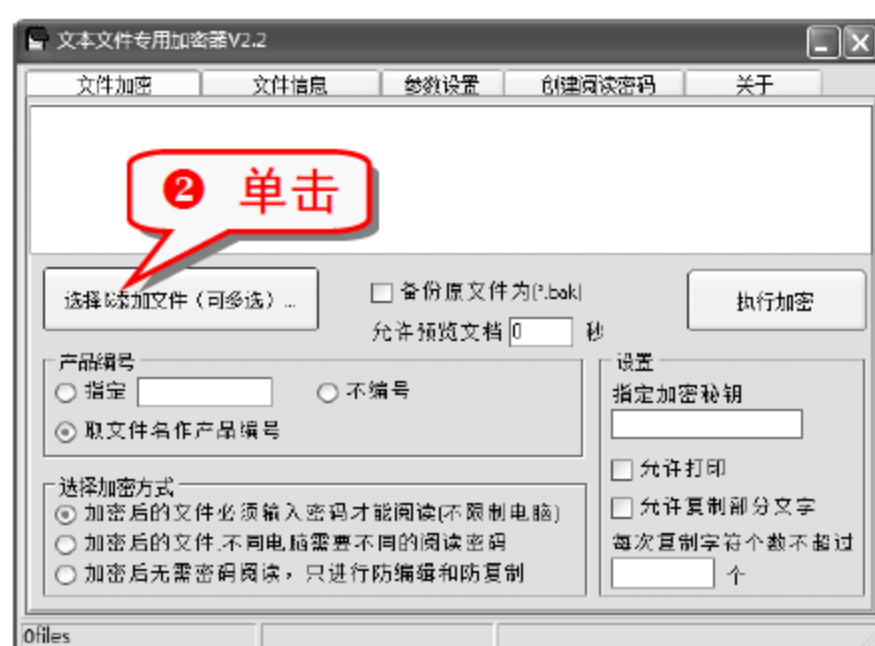 文本文件专用加密器V2.2
文件加密 文件信息 参数设置 创建阅读密码 关于
❷ 单击
选择添加文件（可多选）...
备份原文件为(*.bak)
执行加密
允许预览文档 0 秒
产品编号
指定
不编号
取文件名作产品编号
选择加密方式
加密后的文件必须输入密码才能阅读(不限制电脑)
加密后的文件,不同电脑需要不同的阅读密码
加密后无需密码阅读，只进行防编辑和防复制
设置
指定加密秘钥
允许打印
允许复制部分文字
每次复制字符个数不超过
个
0files